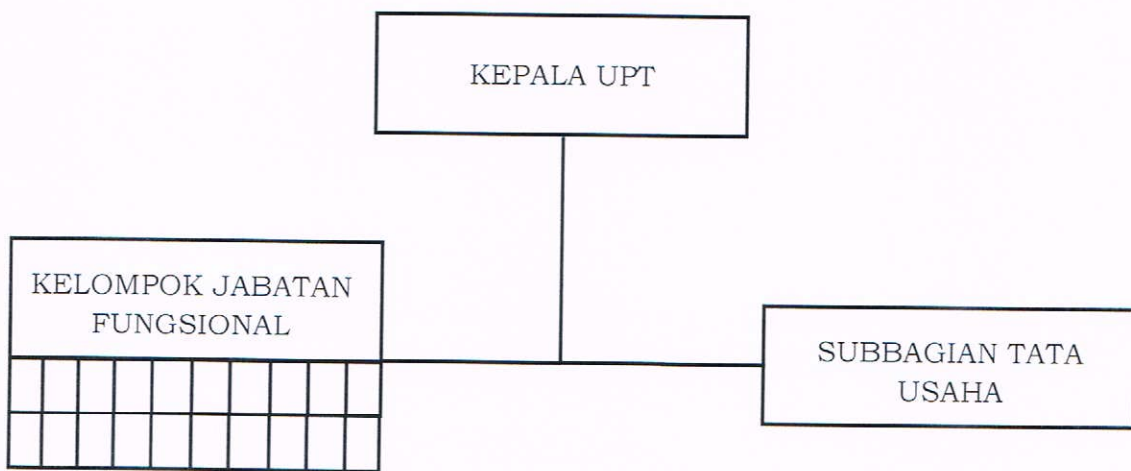 KEPALA UPT
KELOMPOK JABATAN
FUNGSIONAL
SUBBAGIAN TATA
USAHA